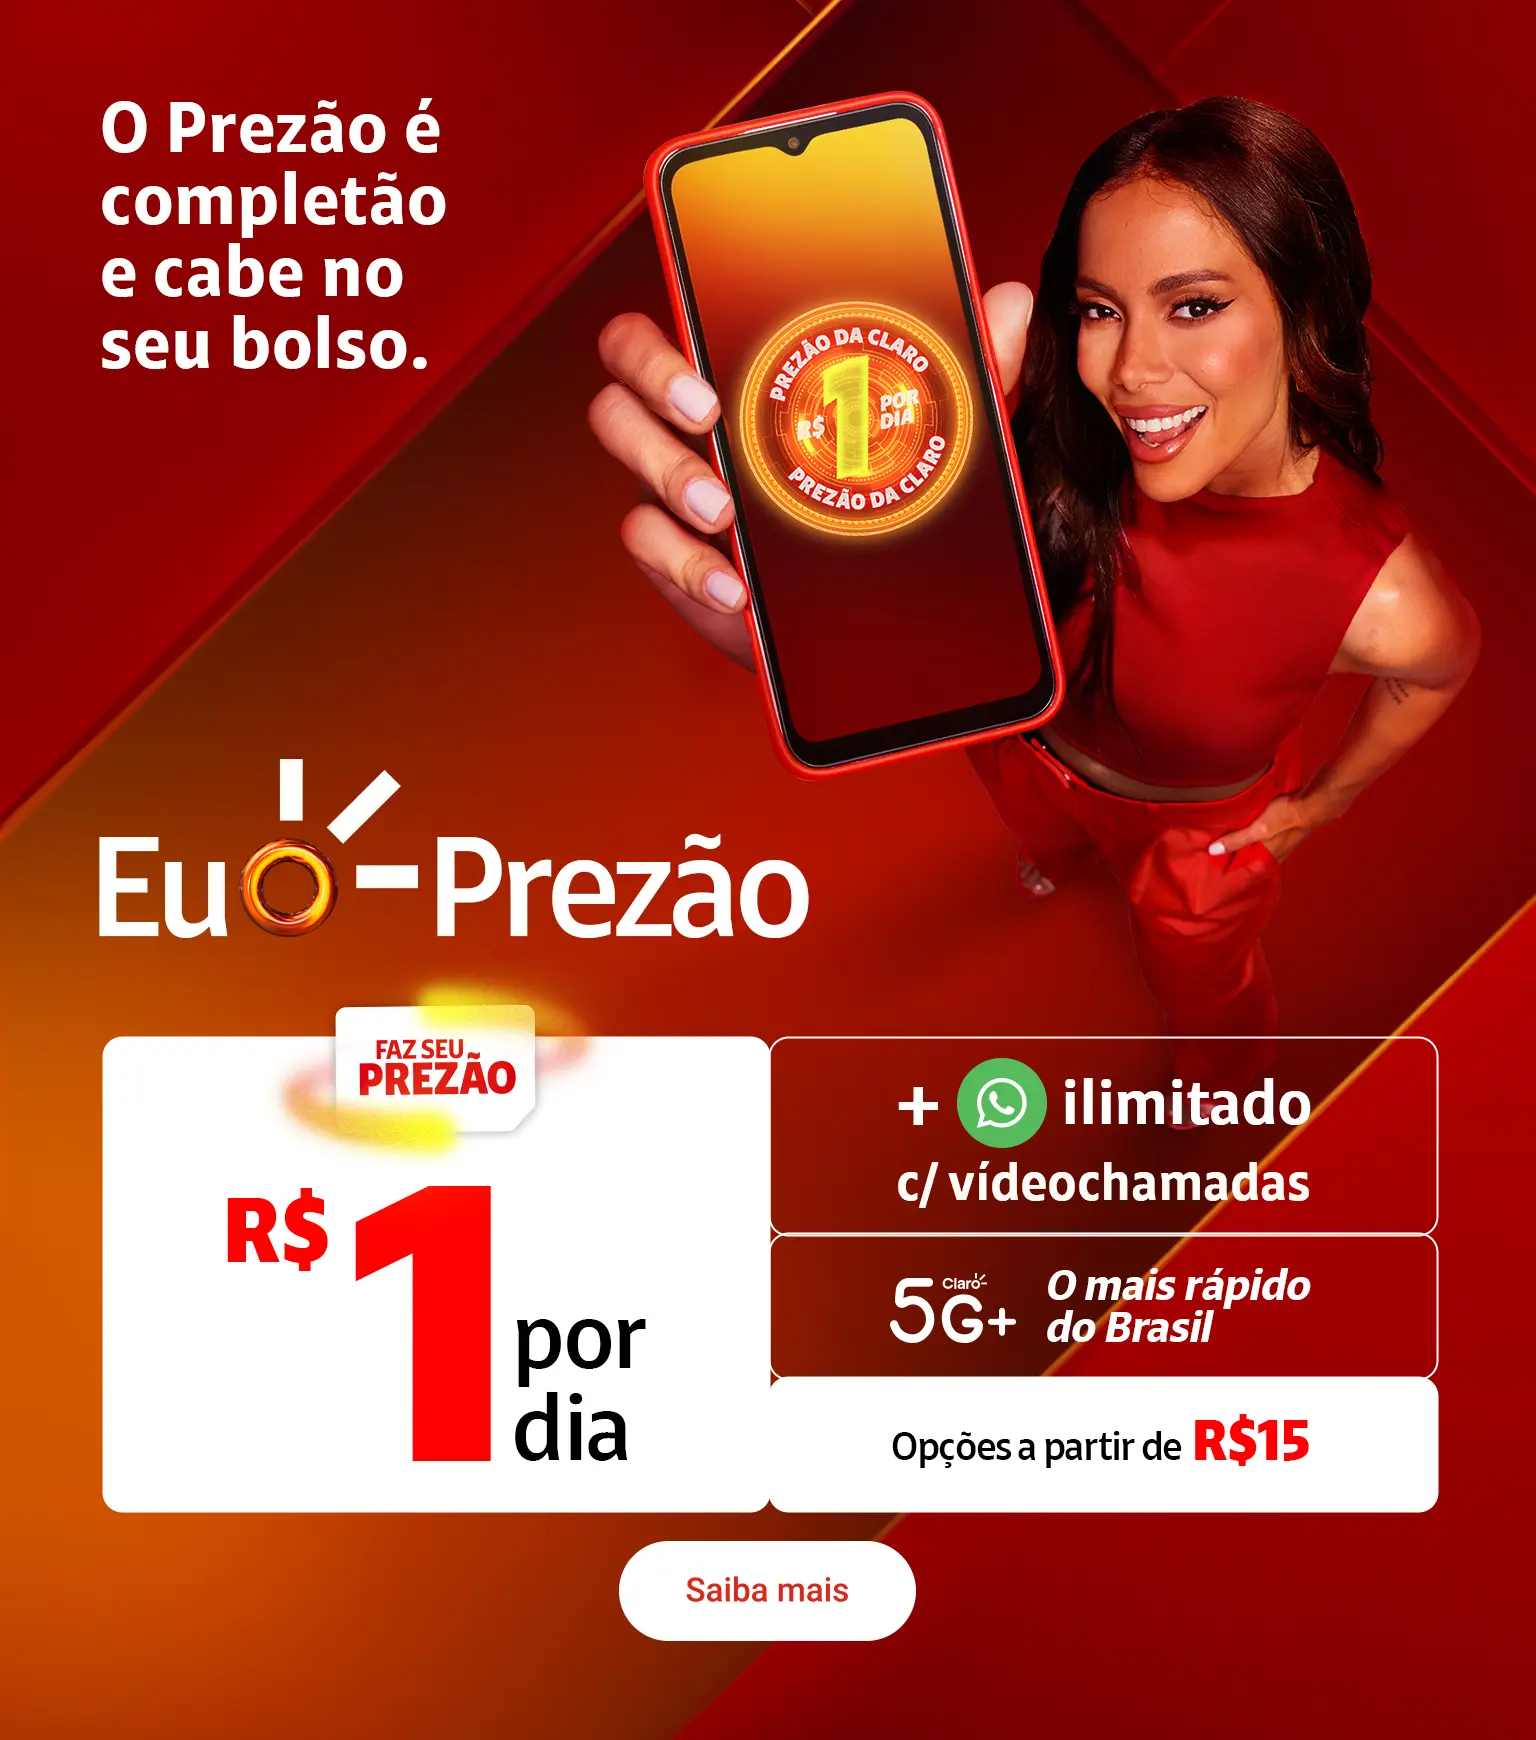 O Prezão é
completão
e cabe no
seu bolso.
PREZÃO DA CLARO
R$ 1 POR
DIA
PREZÃO DA CLARO
Eu Prezão
FAZ SEU
PREZÃO
R$ 1 por
dia
+ ilimitado
c/ vídeochamadas
Claro
5G+
O mais rápido
do Brasil
Opções a partir de R$15
Saiba mais